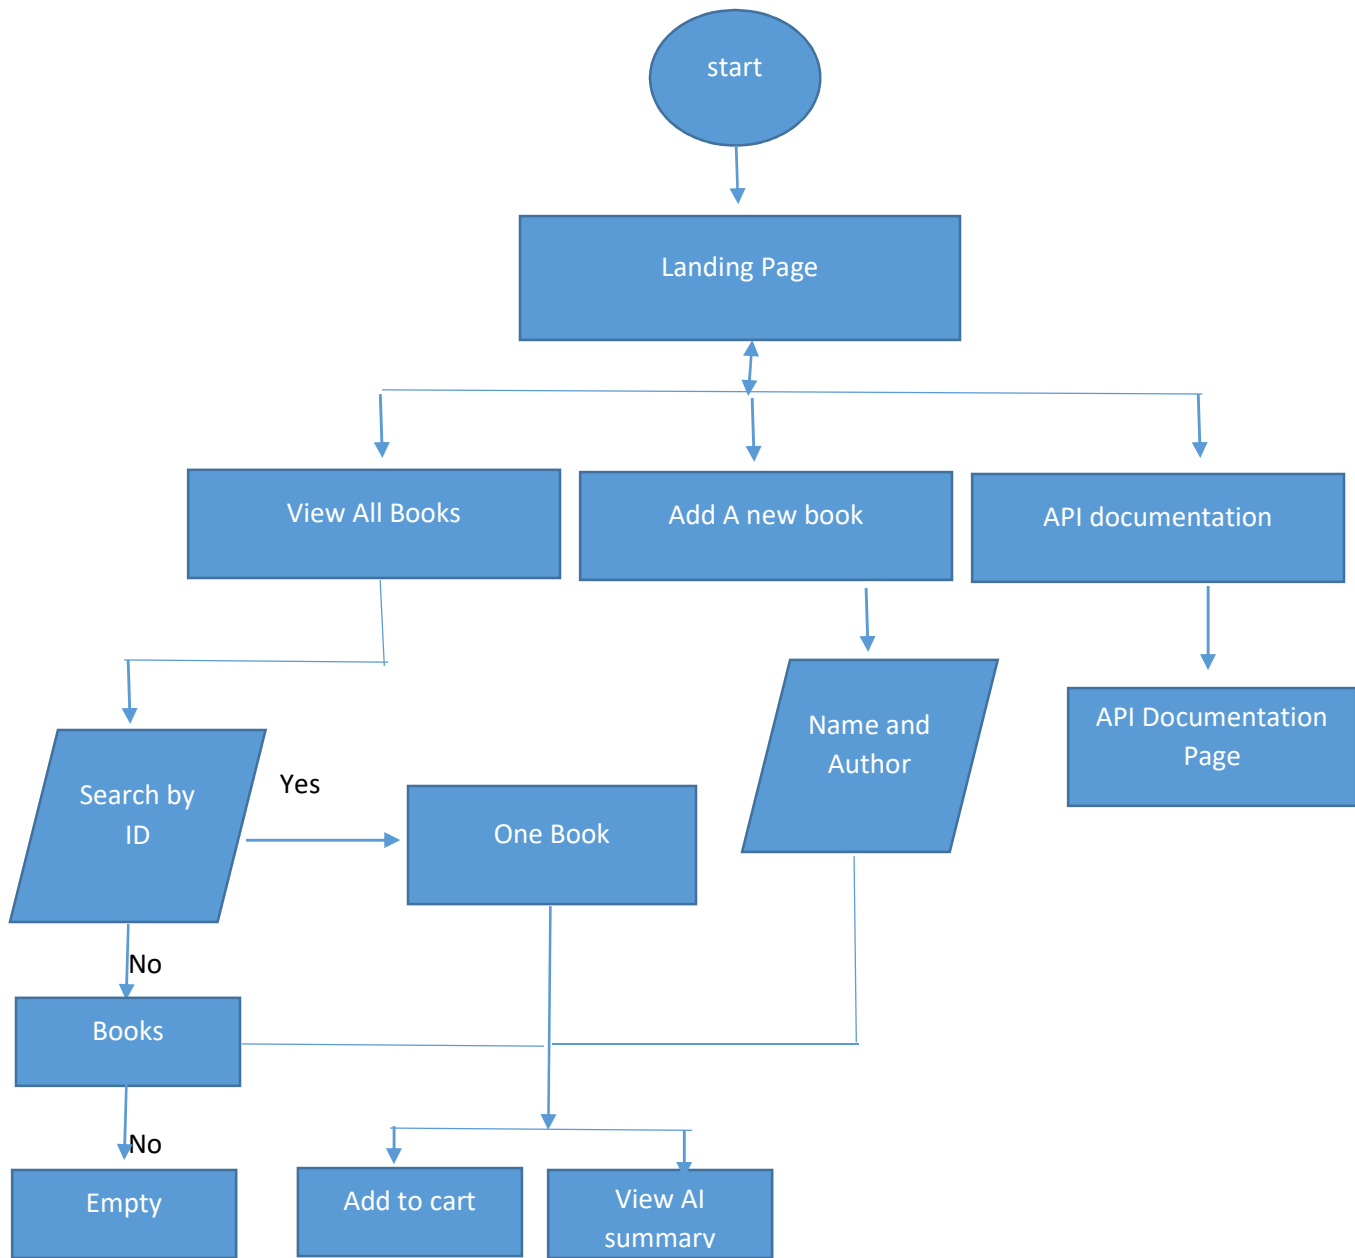 start
Landing Page
View All Books
Add A new book
API documentation
Name and
Author
API Documentation
Page
Search by
ID
Yes
One Book
No
Books
No
Empty
Add to cart
View AI
summary